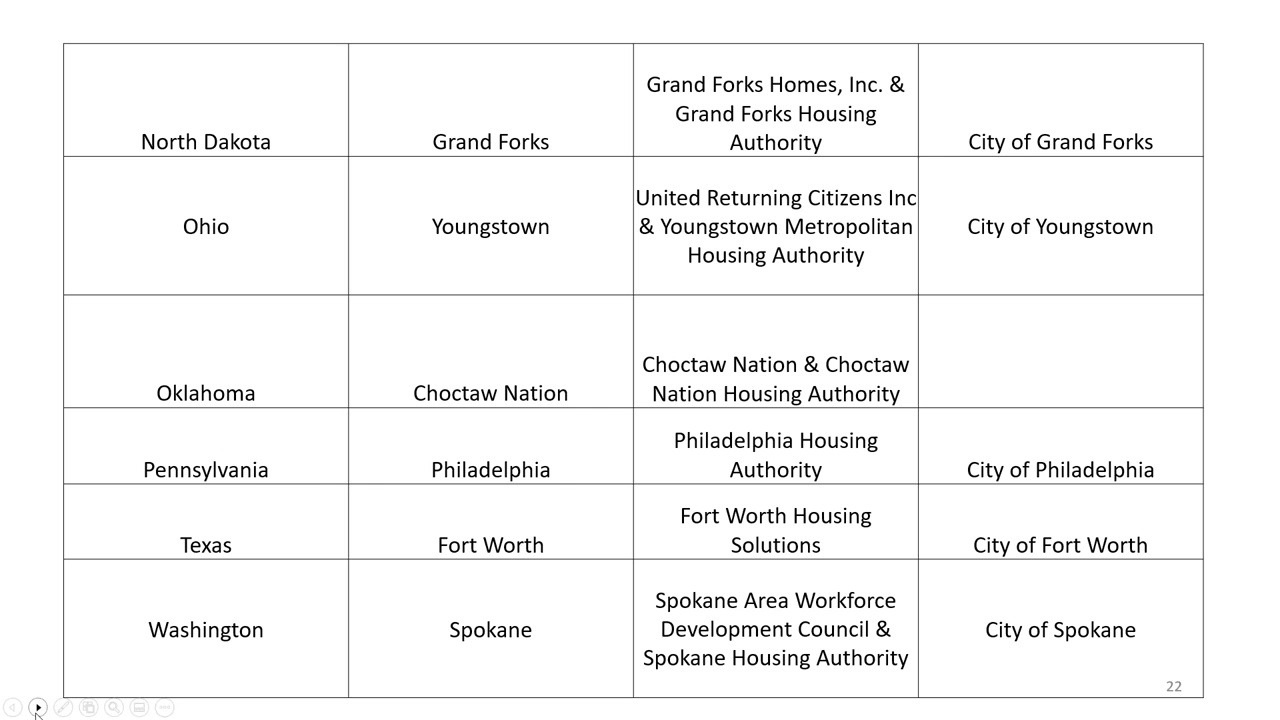 North Dakota
Grand Forks
Grand Forks Homes, Inc. &
Grand Forks Housing
Authority
City of Grand Forks
Ohio
Youngstown
United Returning Citizens Inc
& Youngstown Metropolitan
Housing Authority
City of Youngstown
Oklahoma
Choctaw Nation
Choctaw Nation & Choctaw
Nation Housing Authority
Pennsylvania
Philadelphia
Philadelphia Housing
Authority
City of Philadelphia
Texas
Fort Worth
Fort Worth Housing
Solutions
City of Fort Worth
Washington
Spokane
Spokane Area Workforce
Development Council &
Spokane Housing Authority
City of Spokane
22